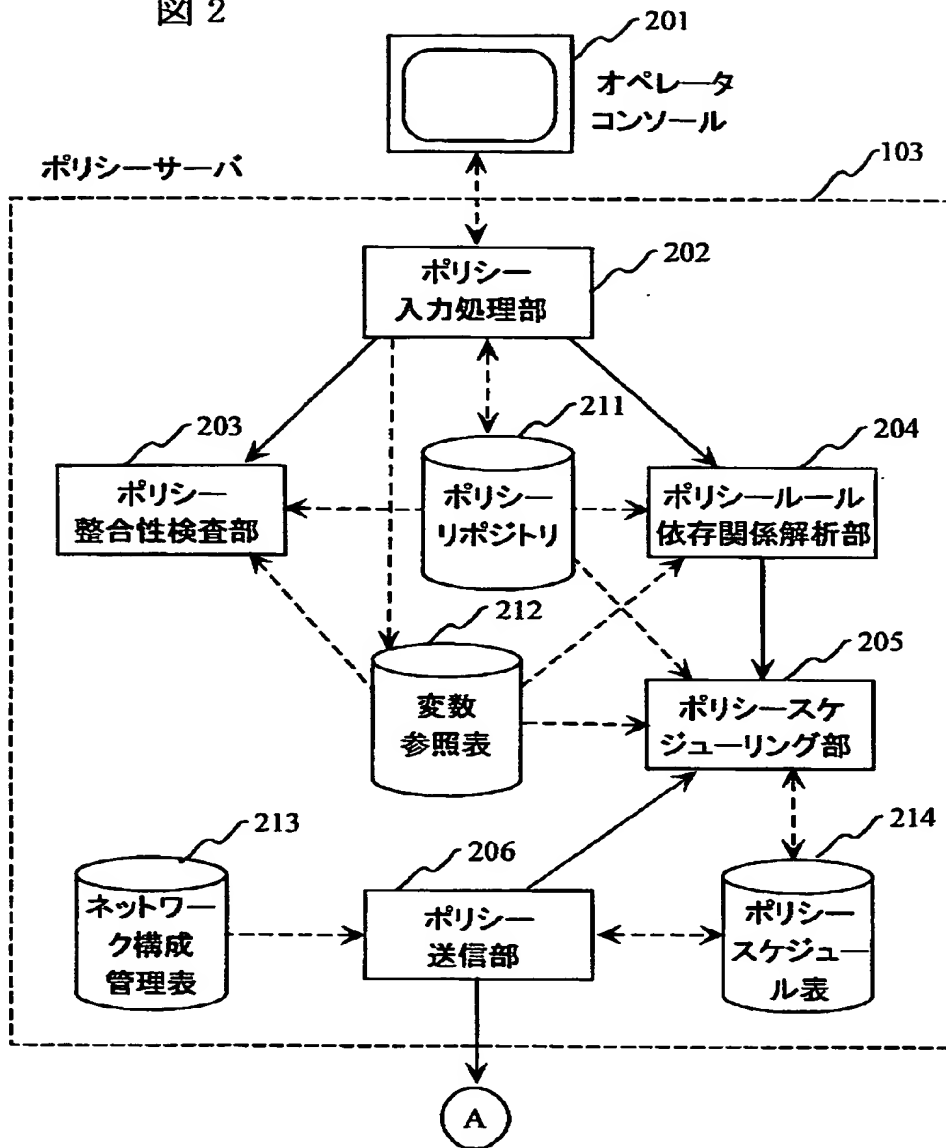 図 2
201
オペレータ
コンソール
ポリシーサーバ
103
202
ポリシー
入力処理部
203
ポリシー
整合性検査部
211
ポリシー
リポジトリ
204
ポリシールール
依存関係解析部
212
変数
参照表
205
ポリシースケ
ジューリング部
213
ネットワー
ク構成
管理表
206
ポリシー
送信部
214
ポリシー
スケジュー
ル表
A